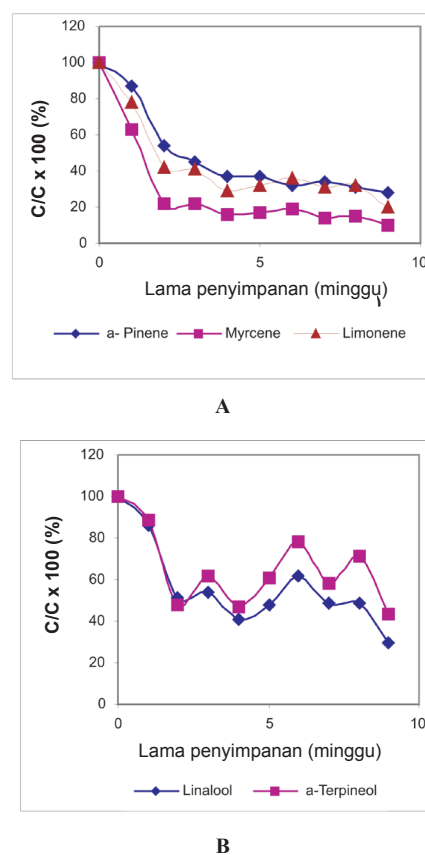 120
100
80
60
40
20
0
C/C x 100 (%)
0 5 10
Lama penyimpanan (minggu)
a- Pinene Myrcene Limonene
A
120
100
80
60
40
20
0
C/C x 100 (%)
0 5 10
Lama penyimpanan (minggu)
Linalool a-Terpineol
B